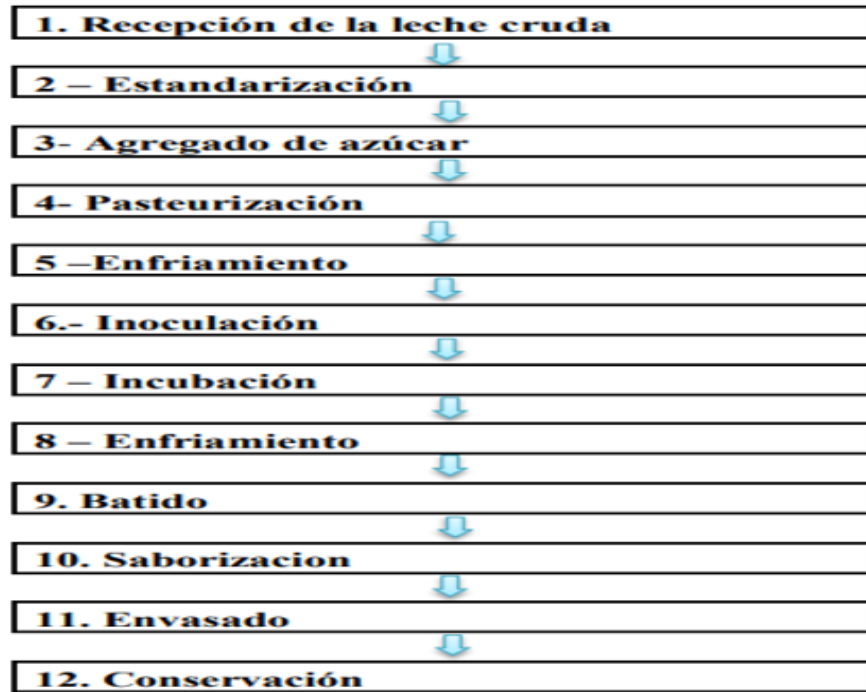 1. Recepción de la leche cruda
2 – Estandarización
3- Agregado de azúcar
4- Pasteurización
5 –Enfriamiento
6.- Inoculación
7 – Incubación
8 – Enfriamiento
9. Batido
10. Saborizacion
11. Envasado
12. Conservación